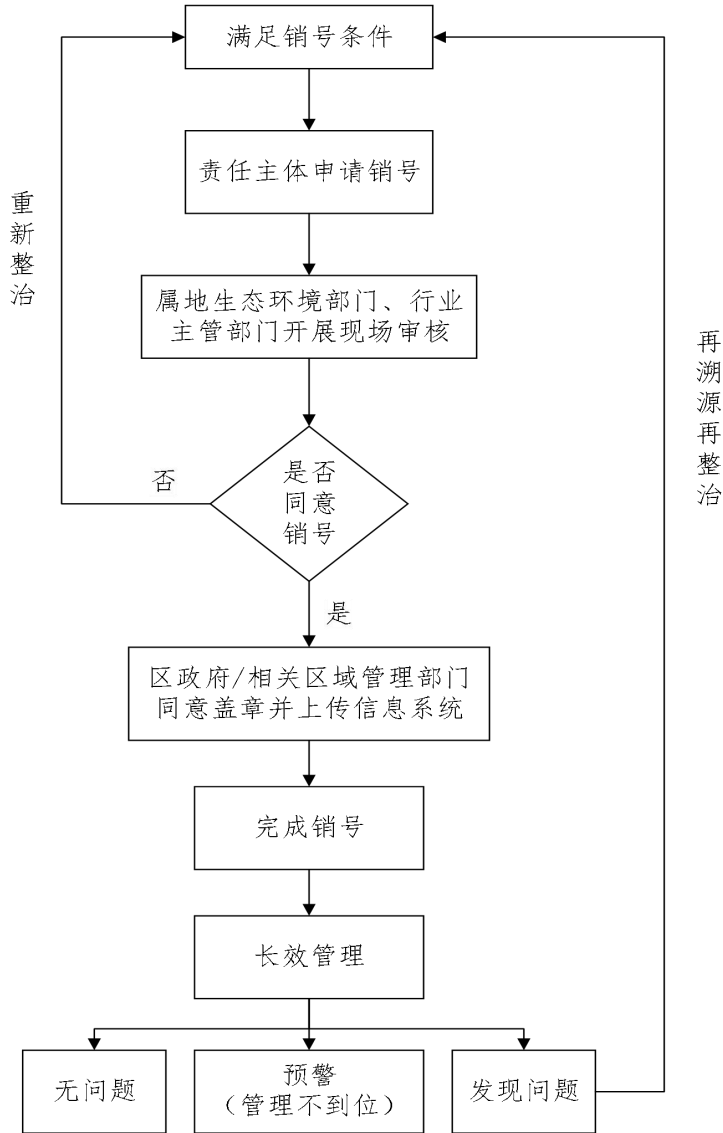 满足销号条件
责任主体申请销号
重新整治
属地生态环境部门、行业
主管部门开展现场审核
再溯源再整治
是否
同意
销号
否
是
区政府/相关区域管理部门
同意盖章并上传信息系统
完成销号
长效管理
无问题
预警
（管理不到位）
发现问题